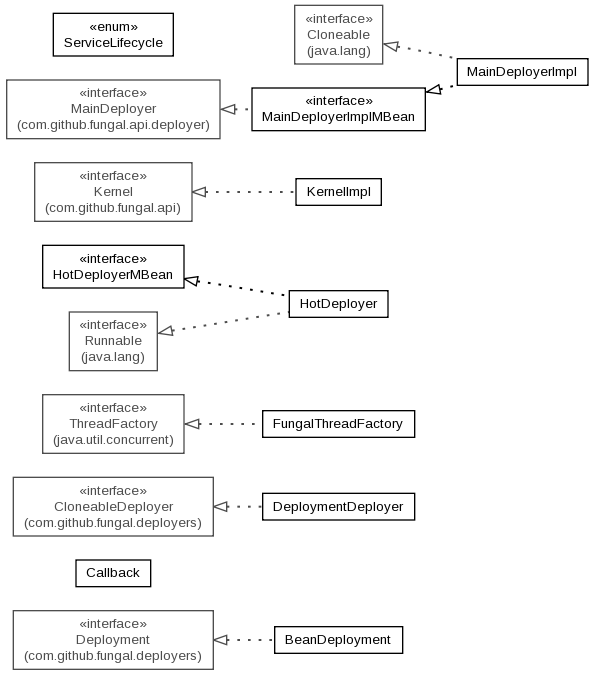 «enum»
ServiceLifecycle
«interface»
Cloneable
(java.lang)
MainDeployerImpl
«interface»
MainDeployer
(com.github.fungal.api.deployer)
«interface»
MainDeployerImplMBean
«interface»
Kernel
(com.github.fungal.api)
KernelImpl
«interface»
HotDeployerMBean
HotDeployer
«interface»
Runnable
(java.lang)
«interface»
ThreadFactory
(java.util.concurrent)
FungalThreadFactory
«interface»
CloneableDeployer
(com.github.fungal.deployers)
DeploymentDeployer
Callback
«interface»
Deployment
(com.github.fungal.deployers)
BeanDeployment